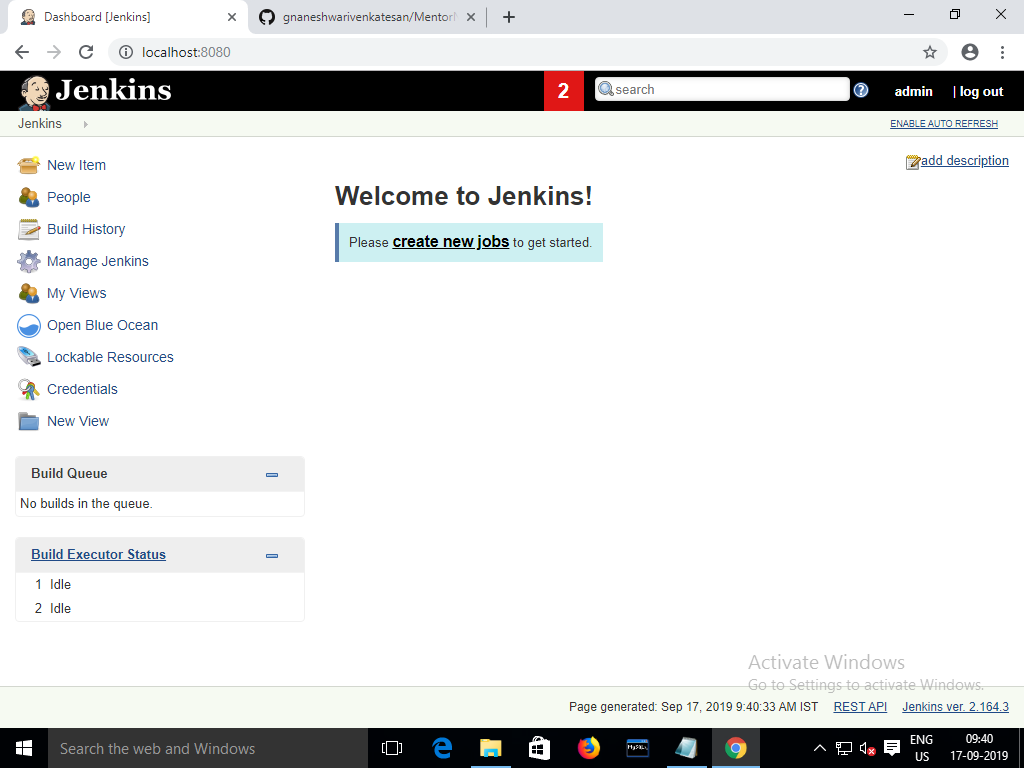 Dashboard [Jenkins]
gnaneshwarivenkatesan/Mentor
localhost:8080
Jenkins
2
search
admin
| log out
Jenkins
ENABLE AUTO REFRESH
add description
New Item
People
Build History
Manage Jenkins
My Views
Open Blue Ocean
Lockable Resources
Credentials
New View
Welcome to Jenkins!
Please create new jobs to get started.
Build Queue
No builds in the queue.
Build Executor Status
1 Idle
2 Idle
Activate Windows
Go to Settings to activate Windows.
Page generated: Sep 17, 2019 9:40:33 AM IST
REST API
Jenkins ver. 2.164.3
Search the web and Windows
MySQL
ENG
US
09:40
17-09-2019